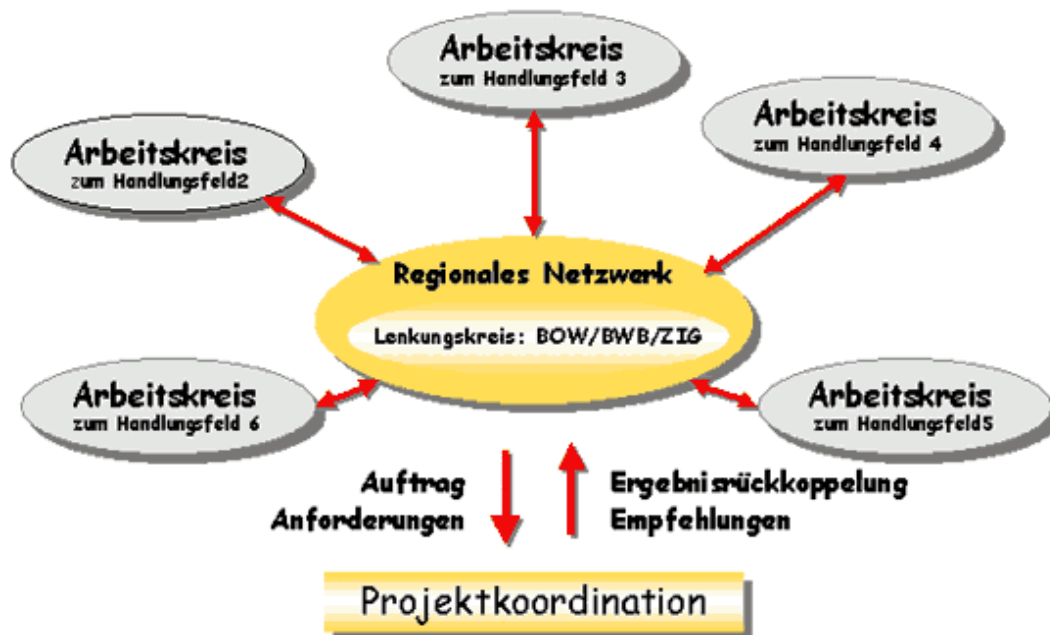 Arbeitskreis
zum Handlungsfeld 3
Arbeitskreis
zum Handlungsfeld 4
Arbeitskreis
zum Handlungsfeld2
Regionales Netzwerk
Lenkungskreis: BOW/BWB/ZIG
Arbeitskreis
zum Handlungsfeld 6
Arbeitskreis
zum Handlungsfeld5
Auftrag
Anforderungen
Ergebnisrückkoppelung
Empfehlungen
Projektkoordination